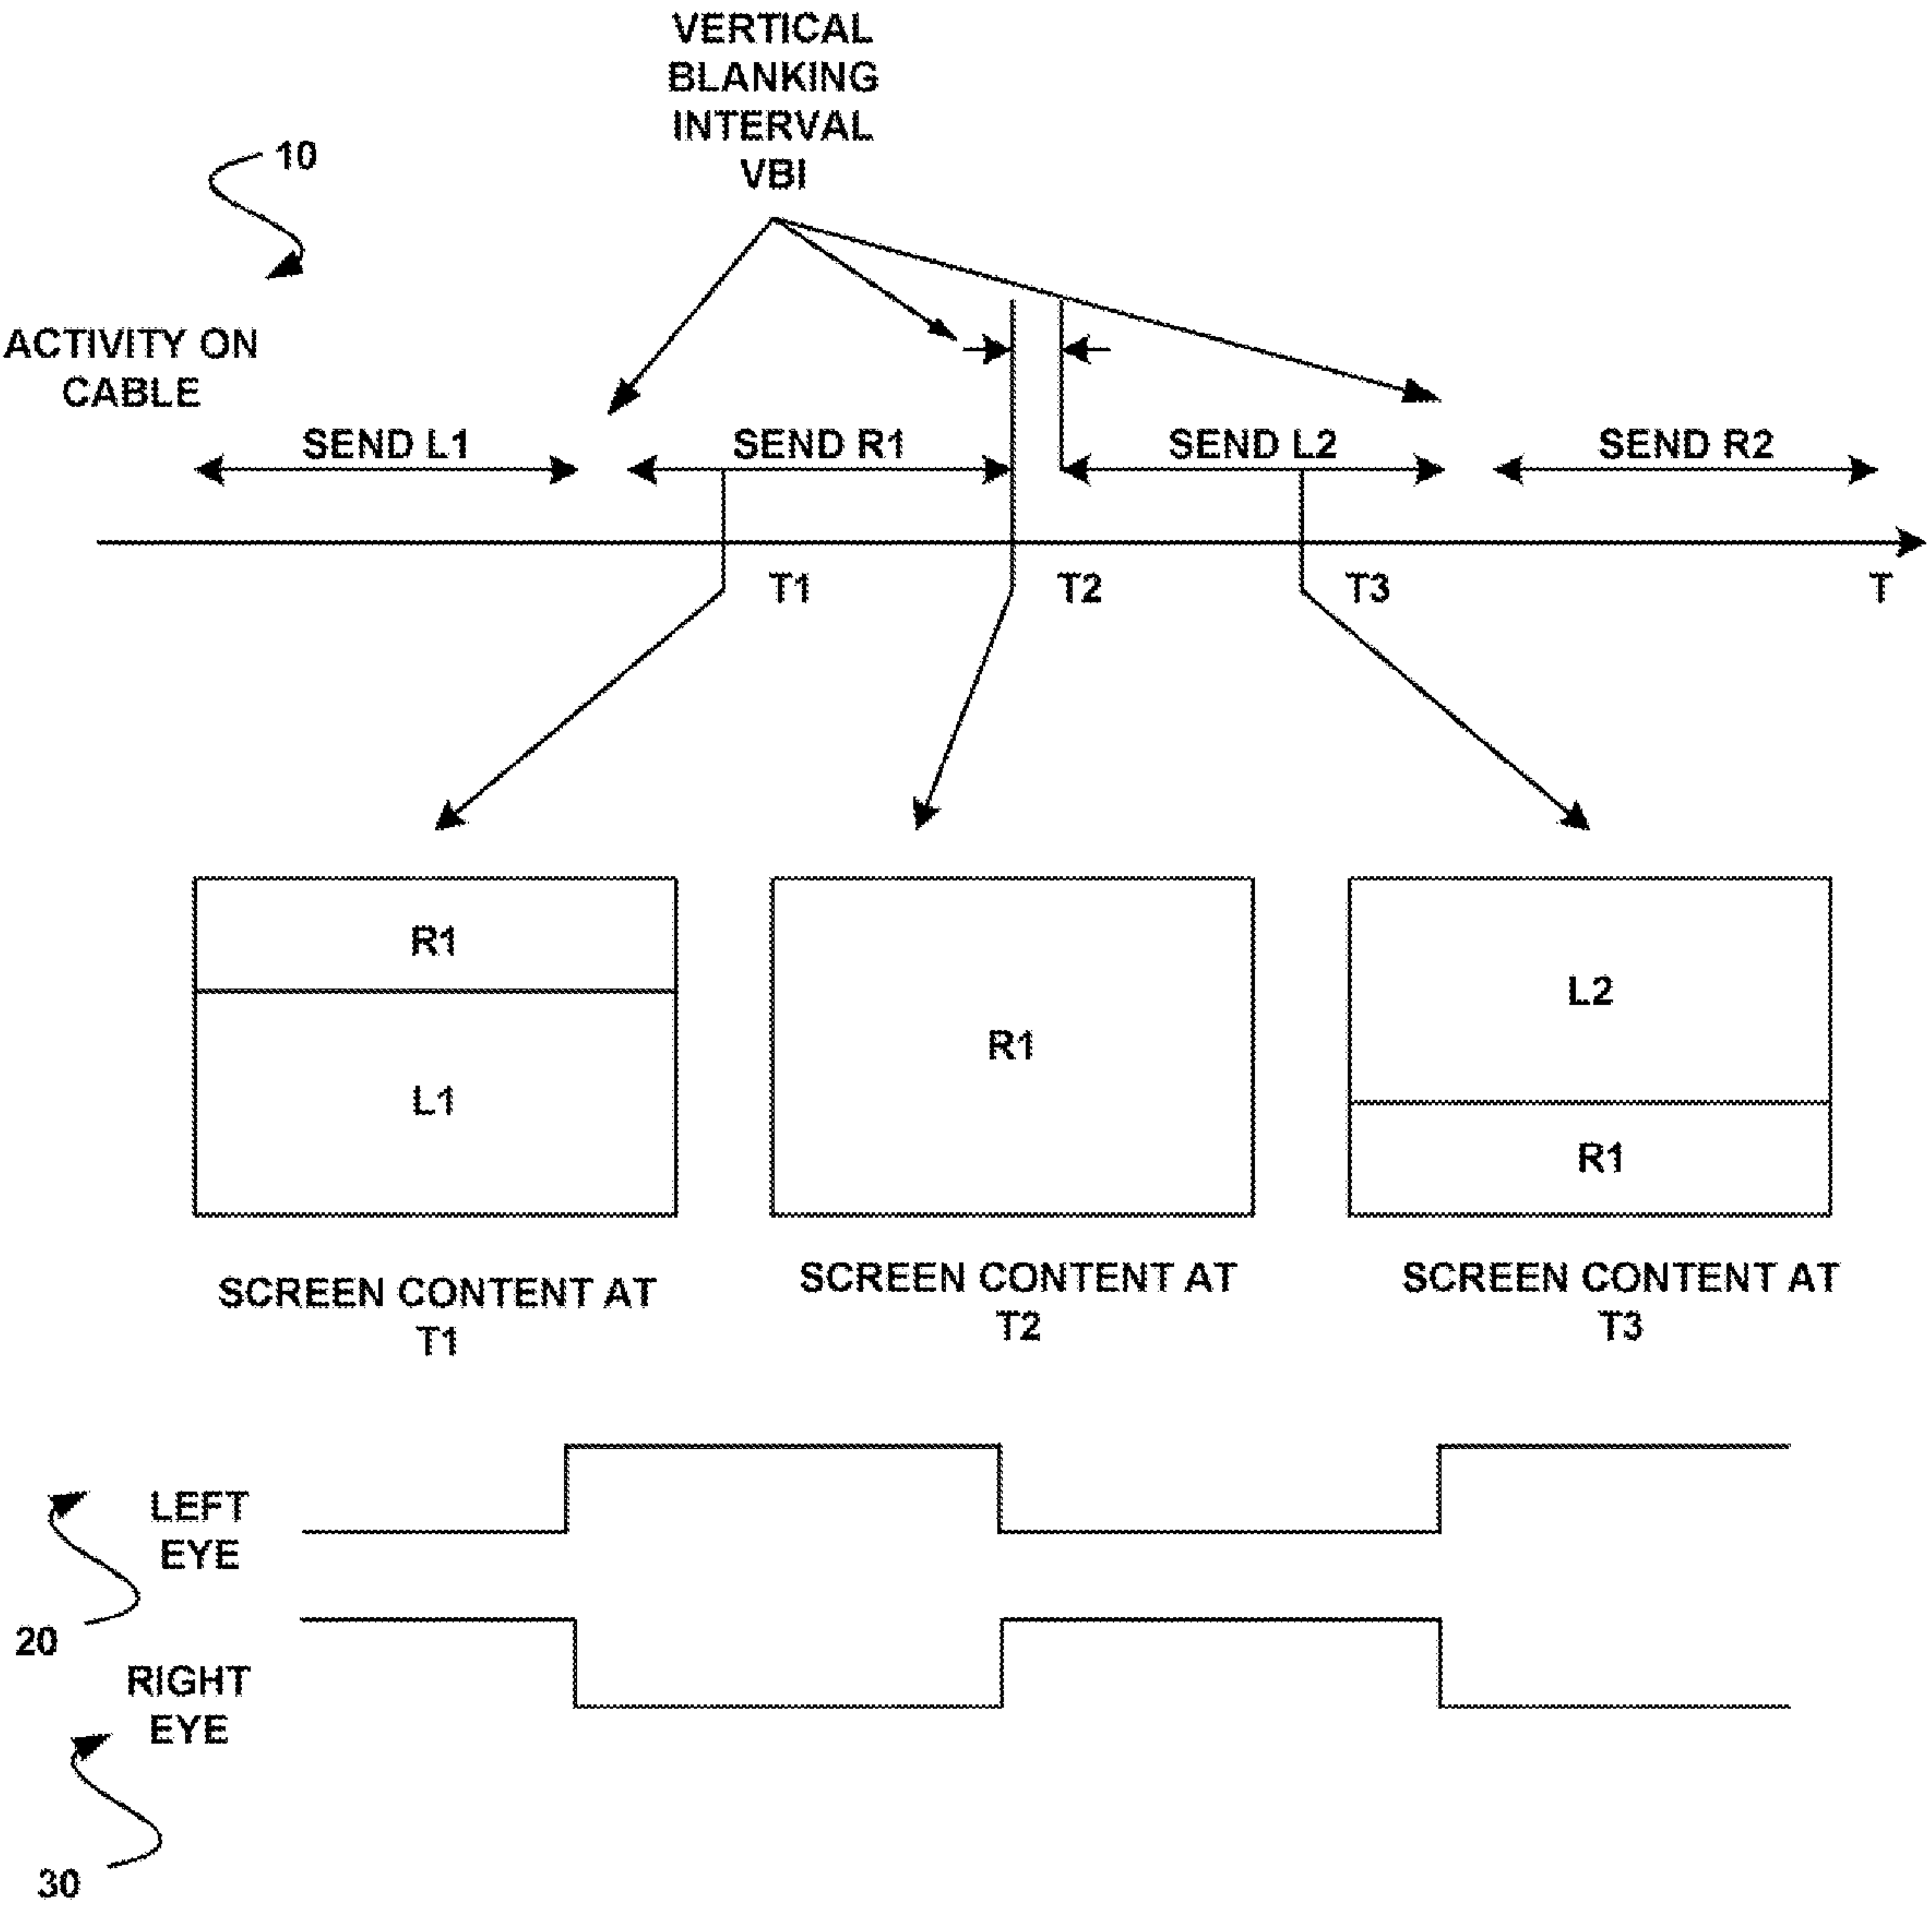 VERTICAL
BLANKING
INTERVAL
VBI
10
ACTIVITY ON
CABLE
SEND L1
SEND R1
SEND L2
SEND R2
T1
T2
T3
T
R1
L1
R1
L2
R1
SCREEN CONTENT AT
T1
SCREEN CONTENT AT
T2
SCREEN CONTENT AT
T3
LEFT
EYE
20
RIGHT
EYE
30